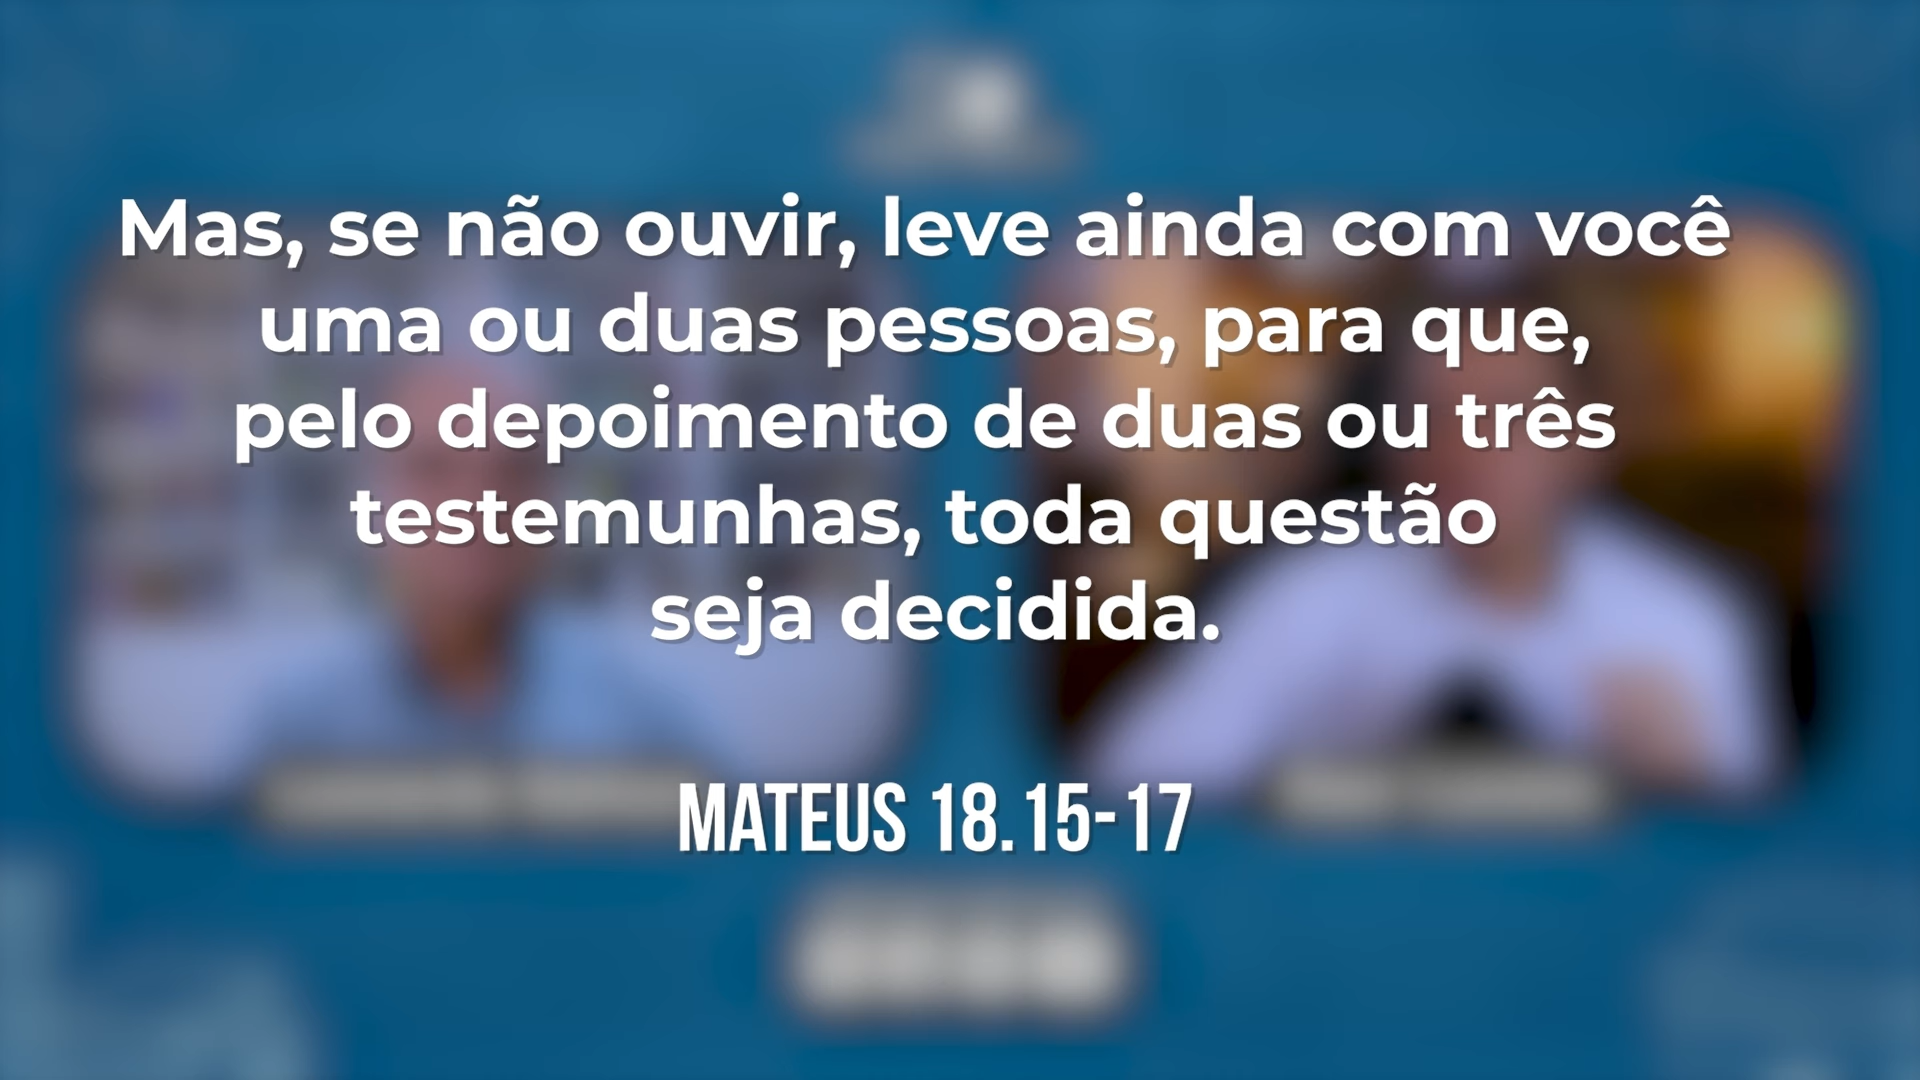 Mas, se não ouvir, leve ainda com você
uma ou duas pessoas, para que,
pelo depoimento de duas ou três
testemunhas, toda questão
seja decidida.
MATEUS 18.15-17